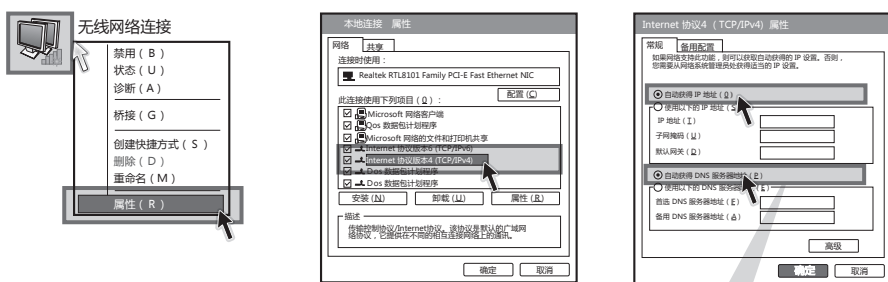 无线网络连接
禁用 ( B )
状态 ( U )
诊断 ( A )
桥接 ( G )
创建快捷方式 ( S )
删除 ( D )
重命名 ( M )
属性 ( R )
本地连接 属性
网络 共享
连接时使用：
Realtek RTL8101 Family PCI-E Fast Ethernet NIC
配置 (C)
此连接使用下列项目 ( O ) ：
Microsoft 网络客户端
Qos 数据包计划程序
Microsoft 网络的文件和打印机共享
Internet 协议版本6 (TCP/IPv6)
Internet 协议版本4 (TCP/IPv4)
Dos 数据包计划程序
Dos 数据包计划程序
安装 (N) 卸载 (U) 属性 (R)
描述
传输控制协议/Internet协议。该协议是默认的广域网
络协议，它提供在不同的相互连接网络上的通讯。
确定 取消
Internet 协议4 （TCP/IPv4) 属性
常规 备用配置
如果网络支持此功能，则可以获取自动获得的 IP 设置。否则，
您需要从网络系统管理员处获得适当的 IP 设置。
自动获得 IP 地址 ( O )
使用以下的 IP 地址 ( S )
IP 地址 ( I )
子网掩码 ( U )
默认网关 ( D )
自动获得 DNS 服务器地址 ( E )
使用以下的 DNS 服务器 ( E )
首选 DNS 服务器地址 ( E )
备用 DNS 服务器地址 ( A )
高级
确定 取消